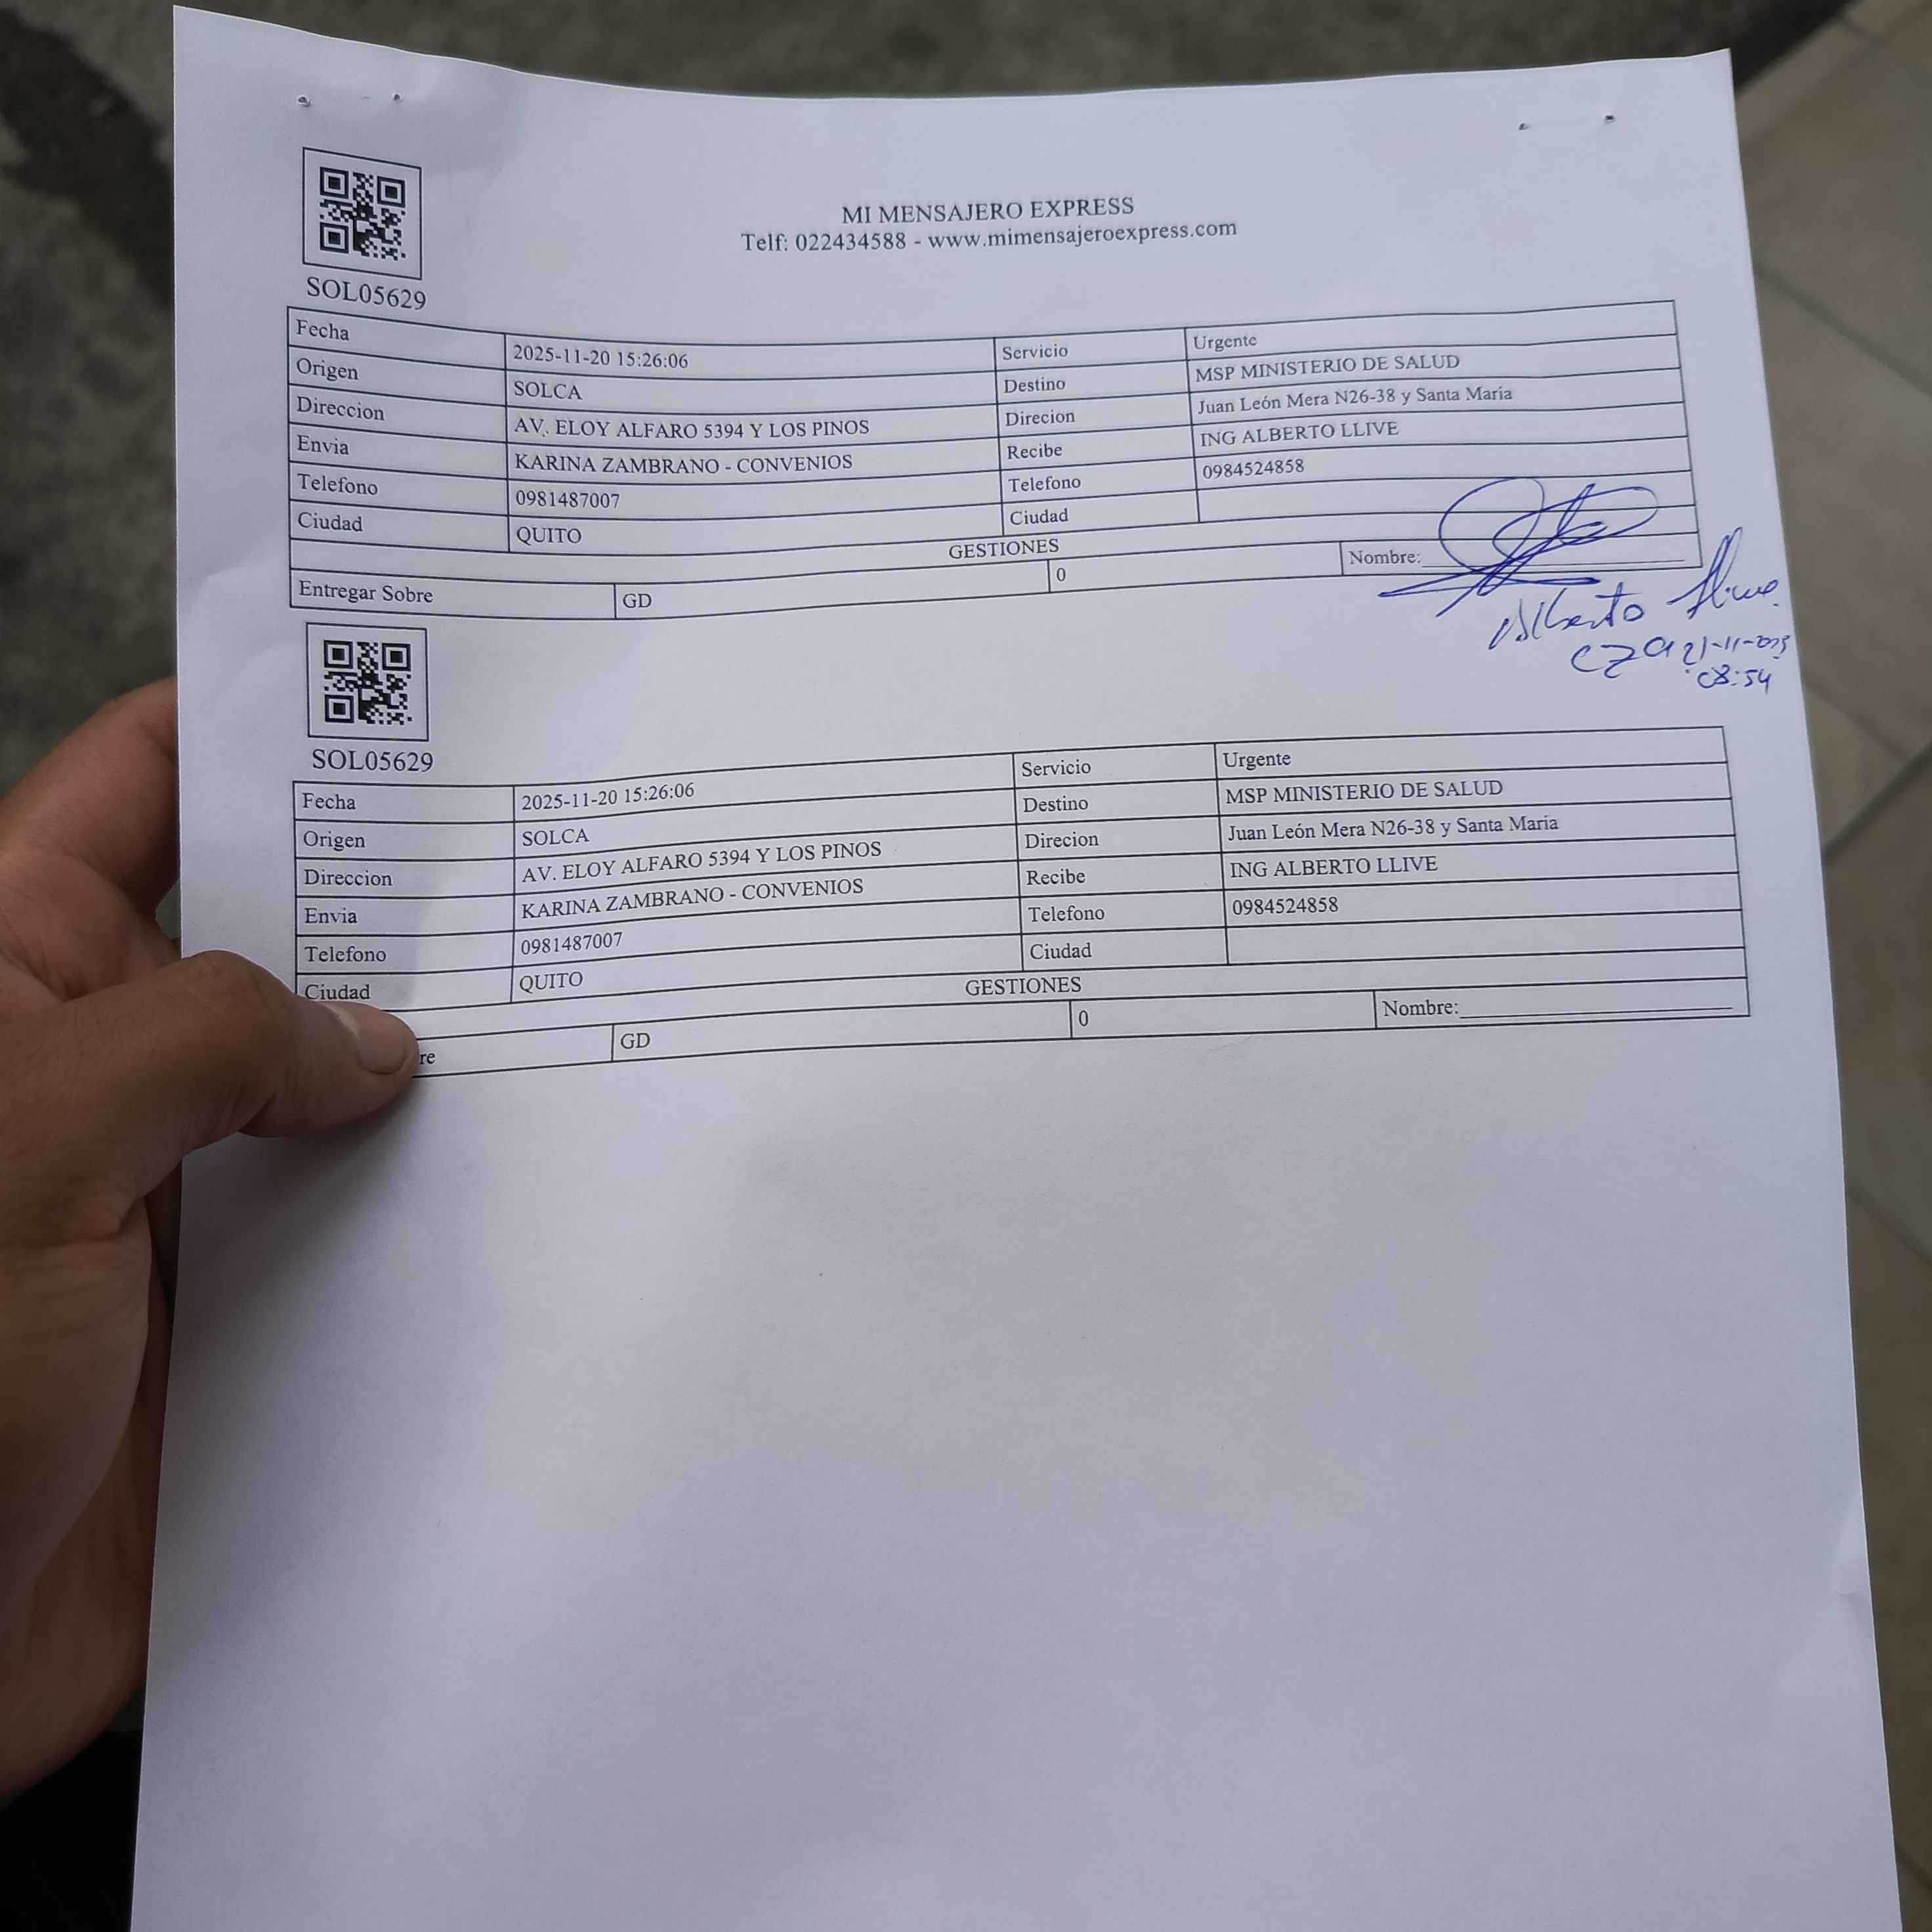 MI MENSAJERO EXPRESS
Telf: 022434588 - www.mimensajeroexpress.com
SOL05629
Fecha 2025-11-20 15:26:06 Servicio Urgente
Origen SOLCA Destino MSP MINISTERIO DE SALUD
Direccion AV. ELOY ALFARO 5394 Y LOS PINOS Direcion Juan León Mera N26-38 y Santa María
Envia KARINA ZAMBRANO - CONVENIOS Recibe ING ALBERTO LLIVE
Telefono 0981487007 Telefono 0984524858
Ciudad QUITO Ciudad
GESTIONES
Entregar Sobre GD 0 Nombre:
Alberto Llive
CZ9 21-11-025
08:54
SOL05629
Fecha 2025-11-20 15:26:06 Servicio Urgente
Origen SOLCA Destino MSP MINISTERIO DE SALUD
Direccion AV. ELOY ALFARO 5394 Y LOS PINOS Direcion Juan León Mera N26-38 y Santa María
Envia KARINA ZAMBRANO - CONVENIOS Recibe ING ALBERTO LLIVE
Telefono 0981487007 Telefono 0984524858
Ciudad QUITO Ciudad
GESTIONES
re GD 0 Nombre: